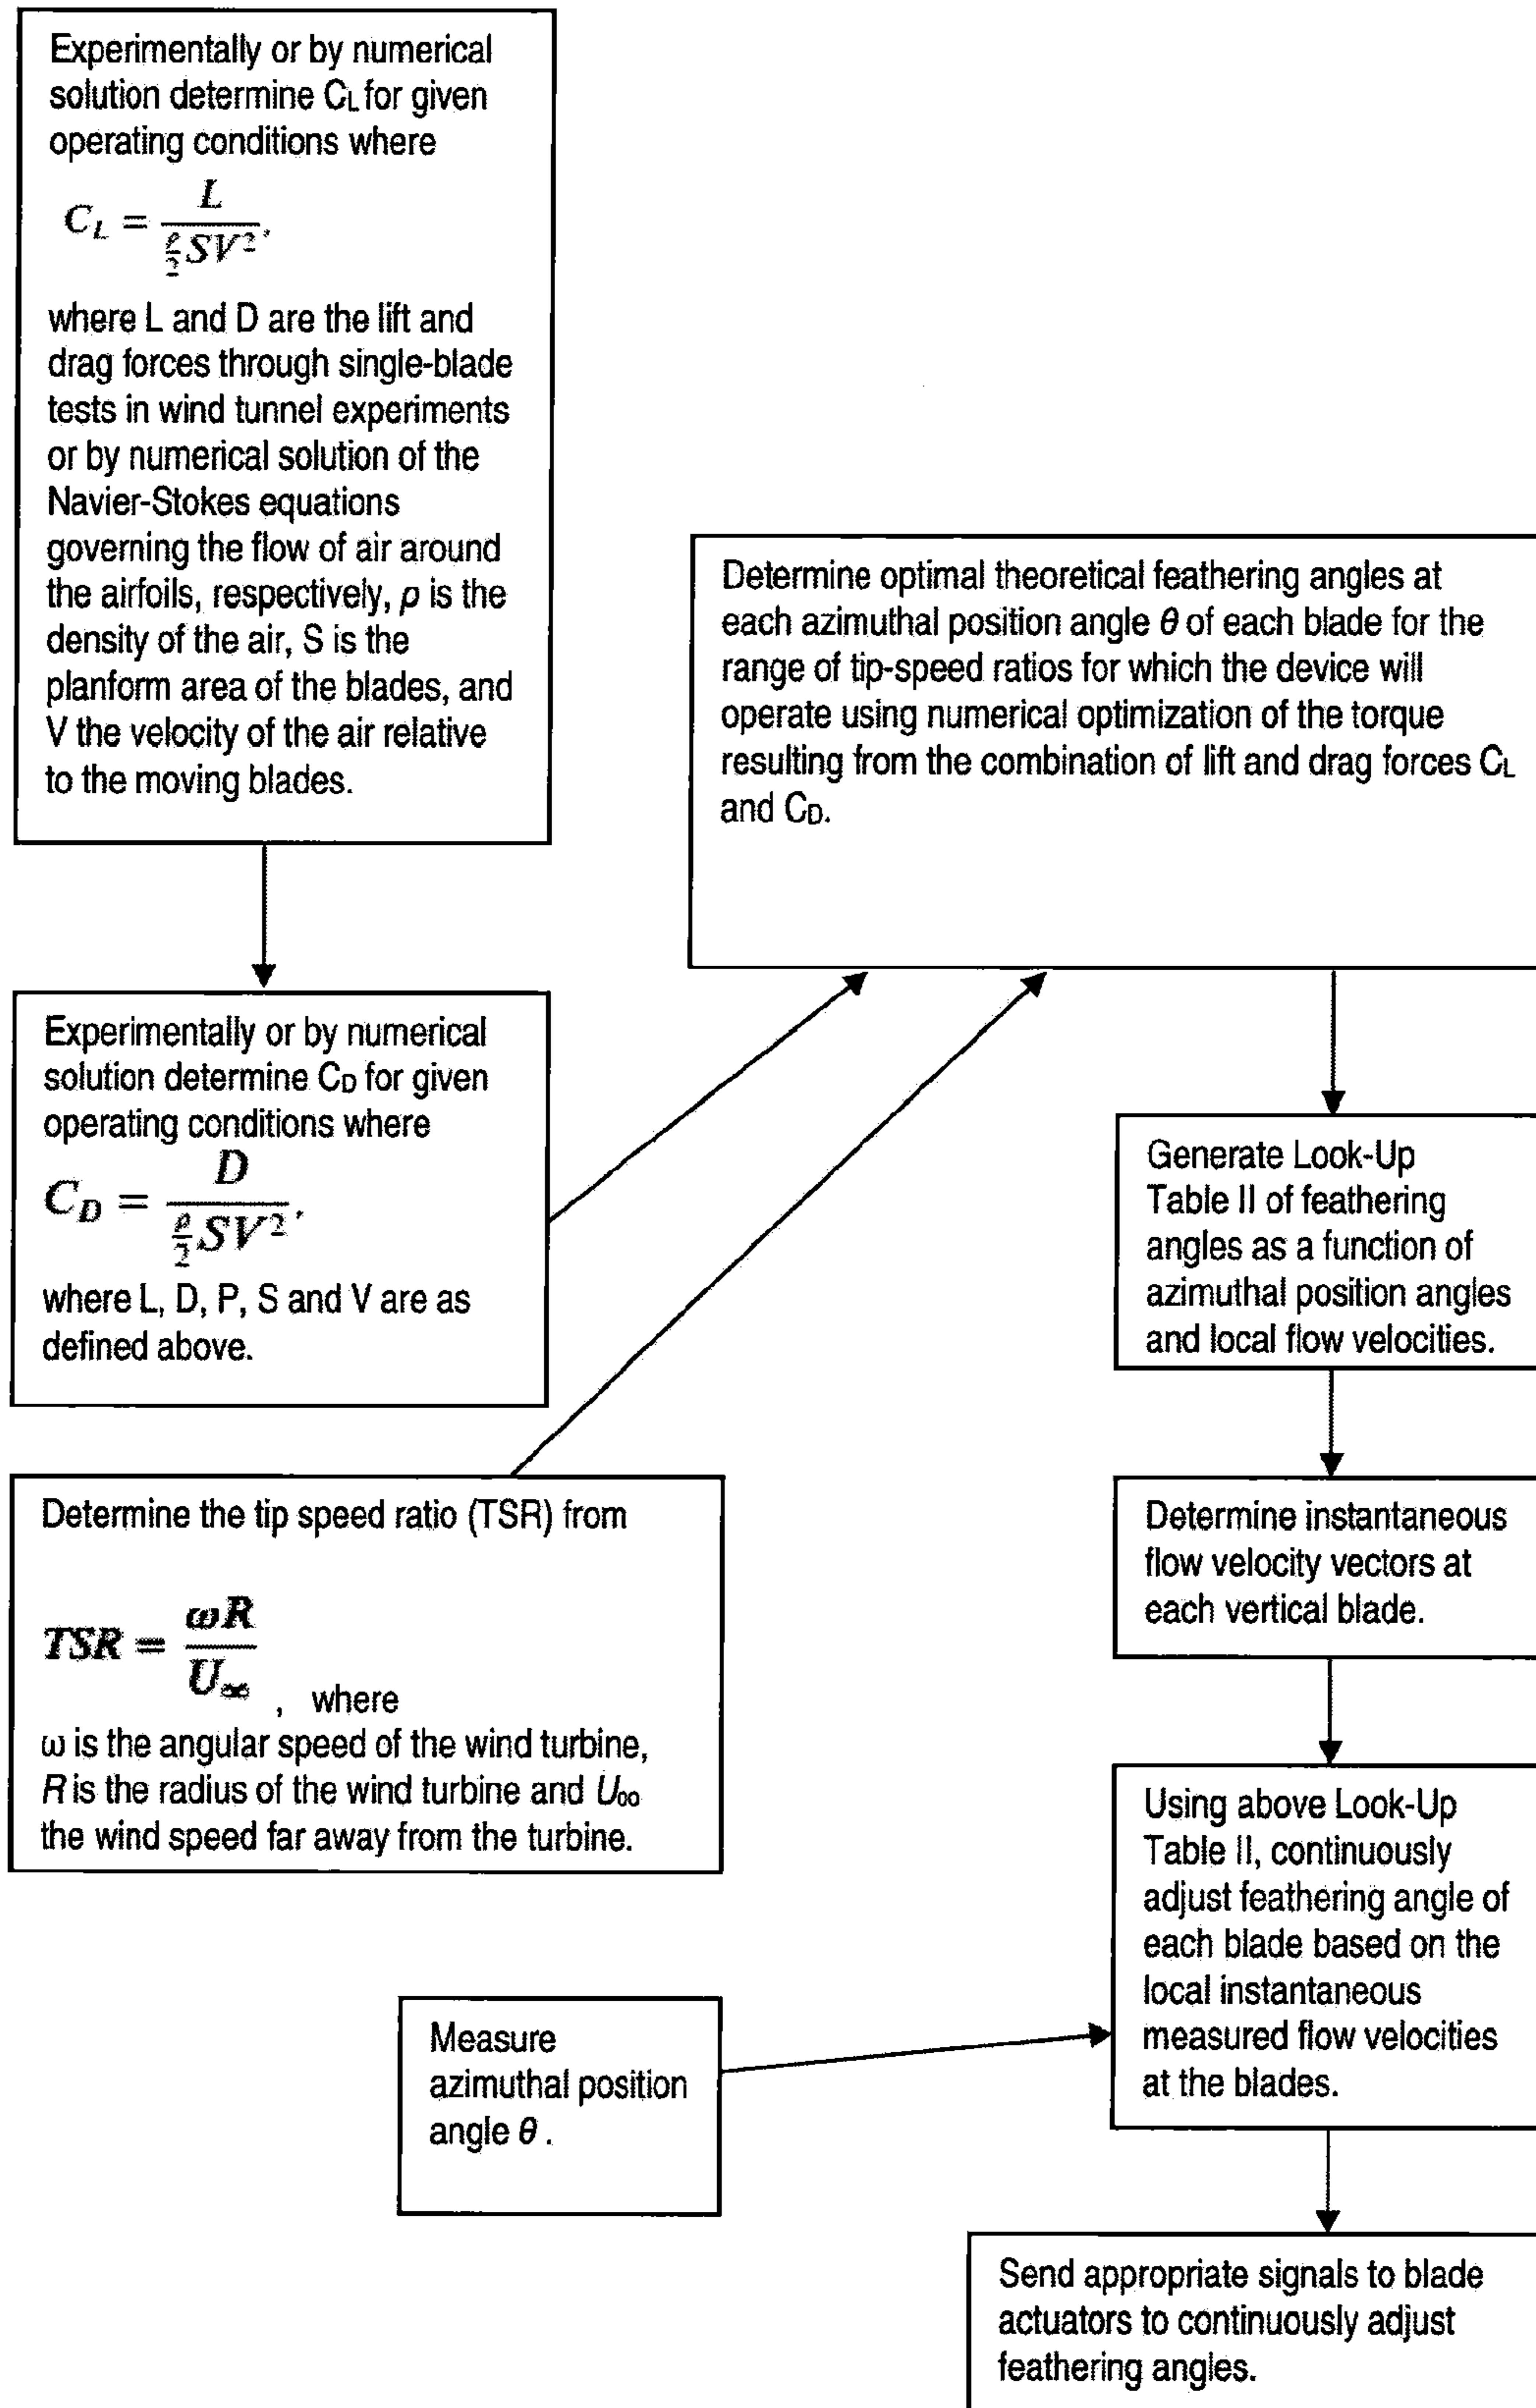 Experimentally or by numerical
solution determine CL for given
operating conditions where
C_L = L / (ρ/2 SV²),
where L and D are the lift and
drag forces through single-blade
tests in wind tunnel experiments
or by numerical solution of the
Navier-Stokes equations
governing the flow of air around
the airfoils, respectively, ρ is the
density of the air, S is the
planform area of the blades, and
V the velocity of the air relative
to the moving blades.
Experimentally or by numerical
solution determine CD for given
operating conditions where
C_D = D / (ρ/2 SV²),
where L, D, P, S and V are as
defined above.
Determine the tip speed ratio (TSR) from
TSR = ωR / U∞ , where
ω is the angular speed of the wind turbine,
R is the radius of the wind turbine and U∞
the wind speed far away from the turbine.
Determine optimal theoretical feathering angles at
each azimuthal position angle θ of each blade for the
range of tip-speed ratios for which the device will
operate using numerical optimization of the torque
resulting from the combination of lift and drag forces CL
and CD.
Generate Look-Up
Table II of feathering
angles as a function of
azimuthal position angles
and local flow velocities.
Determine instantaneous
flow velocity vectors at
each vertical blade.
Measure
azimuthal position
angle θ .
Using above Look-Up
Table II, continuously
adjust feathering angle of
each blade based on the
local instantaneous
measured flow velocities
at the blades.
Send appropriate signals to blade
actuators to continuously adjust
feathering angles.